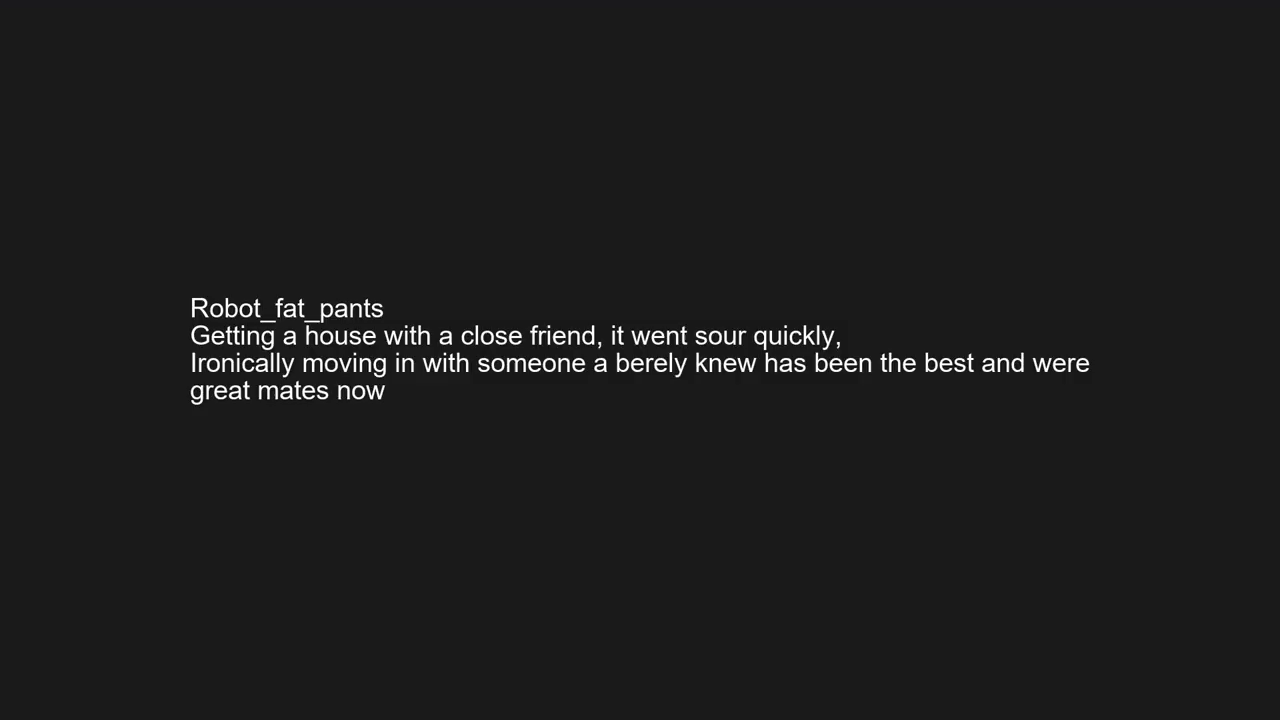 Robot_fat_pants
Getting a house with a close friend, it went sour quickly,
Ironically moving in with someone a berely knew has been the best and were
great mates now